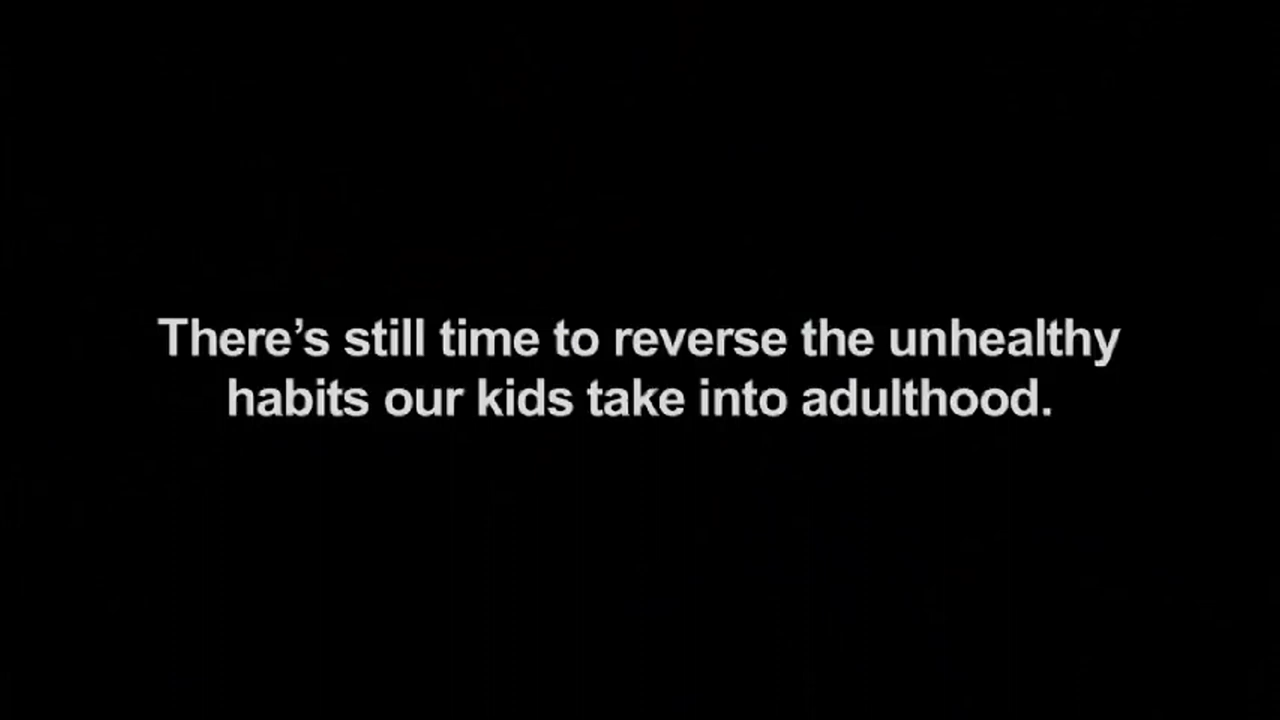 There’s still time to reverse the unhealthy
habits our kids take into adulthood.